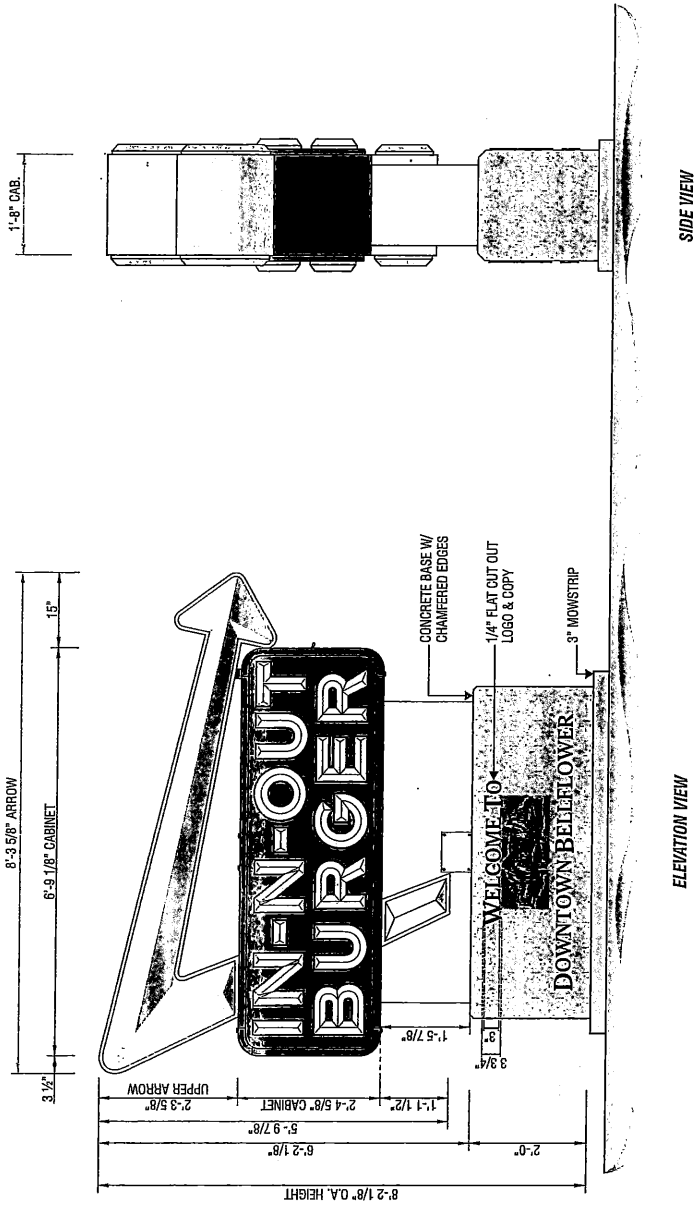 8'-3 5/8" ARROW
6'-9 1/8" CABINET
15"
3 1/2"
1'-8" CAB.
8'-2 1/8" O.A. HEIGHT
6'-2 1/8"
2'-0"
5'-9 7/8"
2'-3 5/8"
UPPER ARROW
2'-4 5/8" CABINET
1'-1 1/2"
1'-5 7/8"
3"
3 3/4"
IN-N-OUT
BURGER
WELCOME TO
DOWNTOWN BELLFLOWER
CONCRETE BASE W/
CHAMFERED EDGES
1/4" FLAT CUT OUT
LOGO & COPY
3" MOWSTRIP
ELEVATION VIEW
SIDE VIEW